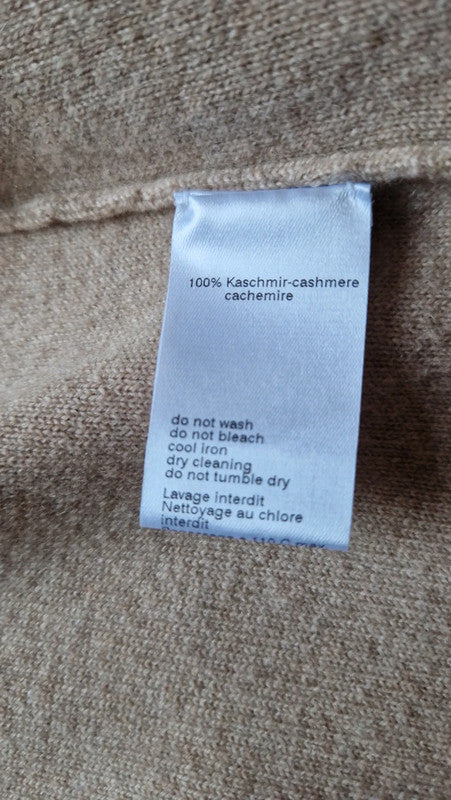 100% Kaschmir-cashmere
cachemire
do not wash
do not bleach
cool iron
dry cleaning
do not tumble dry
Lavage interdit
Nettoyage au chlore
interdit